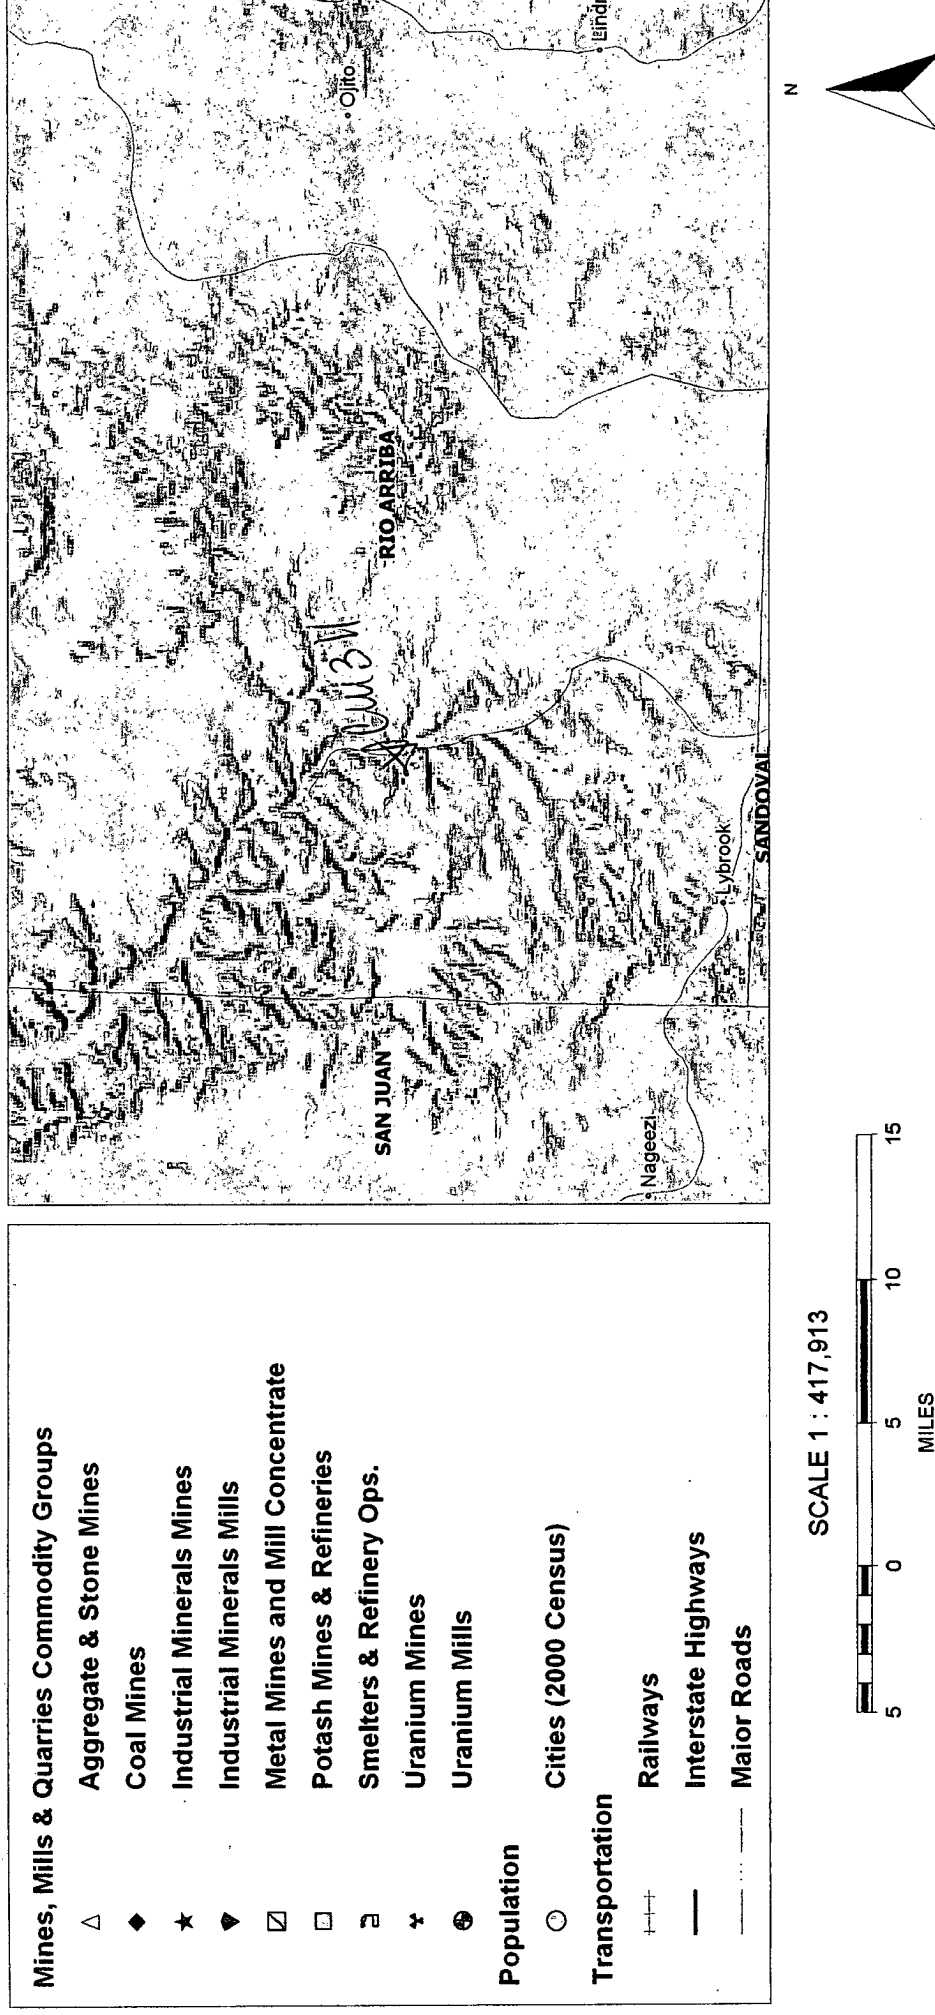 Mines, Mills & Quarries Commodity Groups
Aggregate & Stone Mines
Coal Mines
Industrial Minerals Mines
Industrial Minerals Mills
Metal Mines and Mill Concentrate
Potash Mines & Refineries
Smelters & Refinery Ops.
Uranium Mines
Uranium Mills
Population
Cities (2000 Census)
Transportation
Railways
Interstate Highways
Major Roads
Ojito
Lindr
RIO ARRIBA
SAN JUAN
Nageezi
Lybrook
SANDOVAL
N
SCALE 1 : 417,913
5 0 5 10 15
MILES